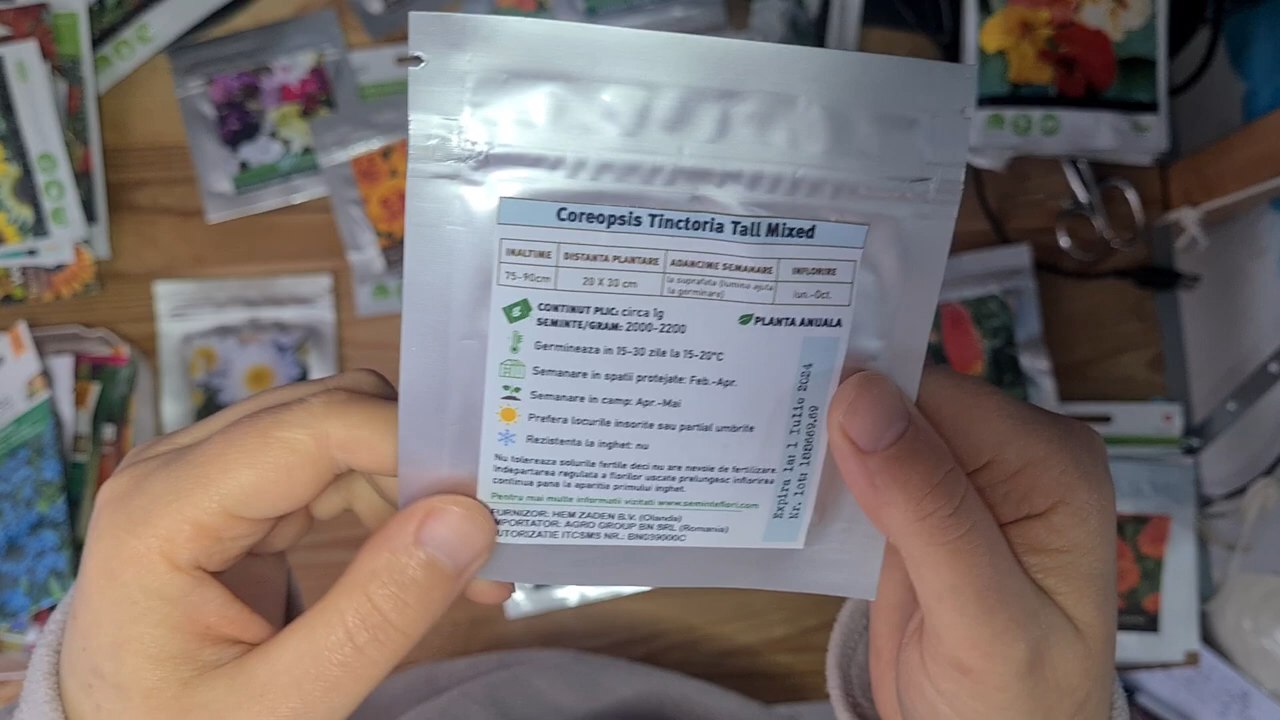 Coreopsis Tinctoria Tall Mixed
INALTIME DISTANTA PLANTARE ADANCIME SEMANARE INFLORIRE
75-90cm 20 X 30 cm la suprafata (lumina ajuta la germinare) iun.-Oct.
CONTINUT PLIC: circa 1g
SEMINTE/GRAM: 2000-2200
PLANTA ANUALA
Germineaza in 15-30 zile la 15-20°C
Semanare in spatii protejate: Feb.-Apr.
Semanare in camp: Apr.-Mai
Prefera locurile insorite sau partial umbrite
Rezistenta la inghet: nu
Nu tolereaza solurile fertile deci nu are nevoie de fertilizare.
Indepartarea regulata a florilor uscate prelungesc inflorirea
continua pana la aparitia primului inghet.
Pentru mai multe informatii vizitati www.seminteflori.com
FURNIZOR: HEM ZADEN B.V. (Olanda)
IMPORTATOR: AGRO GROUP BN SRL (Romania)
AUTORIZATIE ITCSMS NR.: BN039000C
Expira la: 1 Iulie 2024
Nr. lot: 188669.69